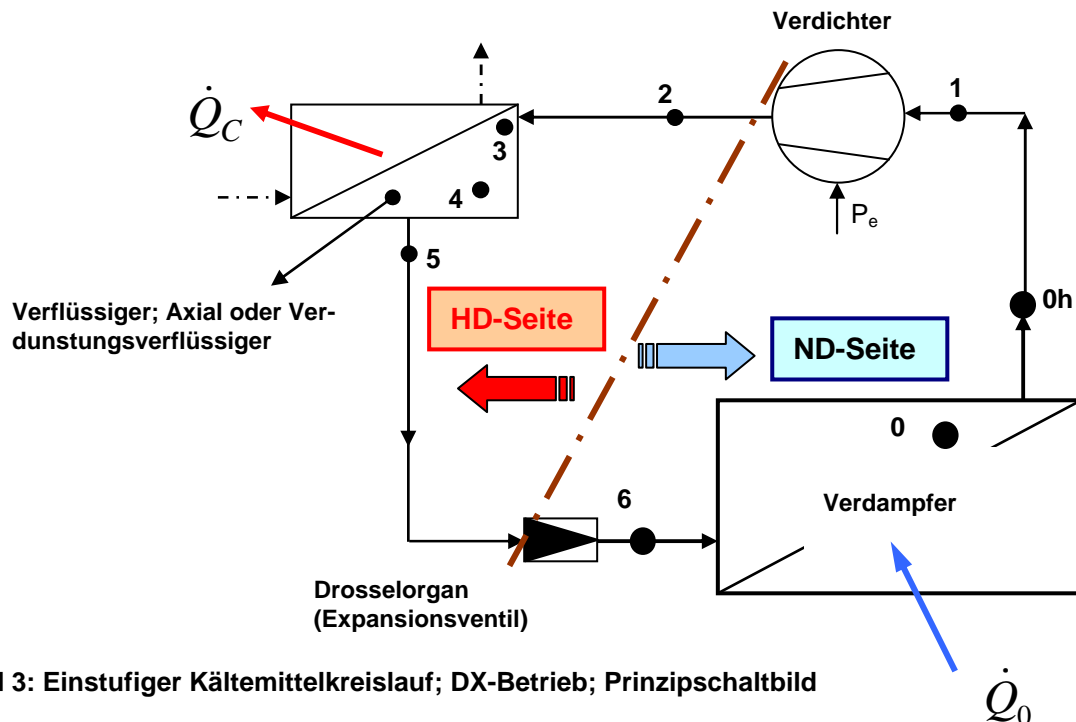 Verdichter
2
1
Q̇C
3
4
Pe
5
0h
Verflüssiger; Axial oder Ver-
dunstungsverflüssiger
HD-Seite
ND-Seite
0
6
Verdampfer
Drosselorgan
(Expansionsventil)
3: Einstufiger Kältemittelkreislauf; DX-Betrieb; Prinzipschaltbild
Q̇0